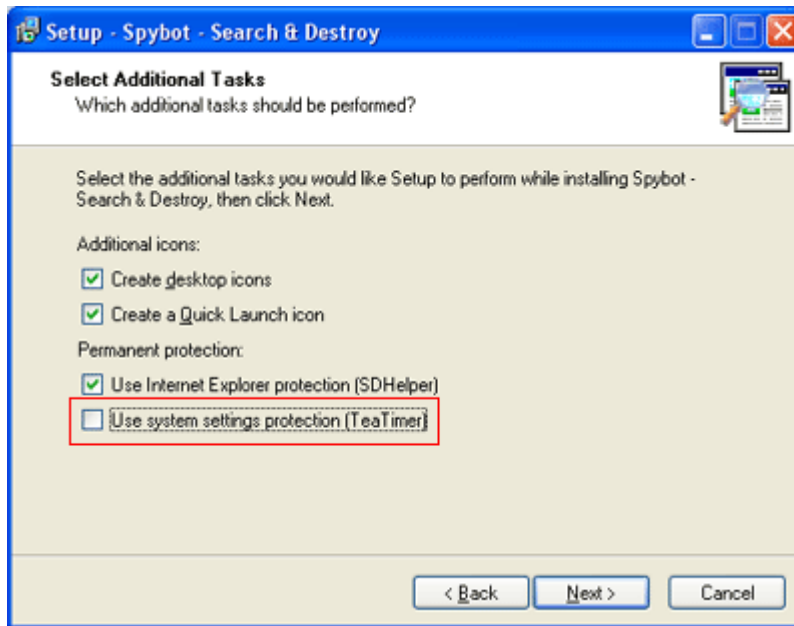 Setup - Spybot - Search & Destroy
Select Additional Tasks
Which additional tasks should be performed?
Select the additional tasks you would like Setup to perform while installing Spybot -
Search & Destroy, then click Next.
Additional icons:
Create desktop icons
Create a Quick Launch icon
Permanent protection:
Use Internet Explorer protection (SDHelper)
Use system settings protection (TeaTimer)
< Back
Next >
Cancel